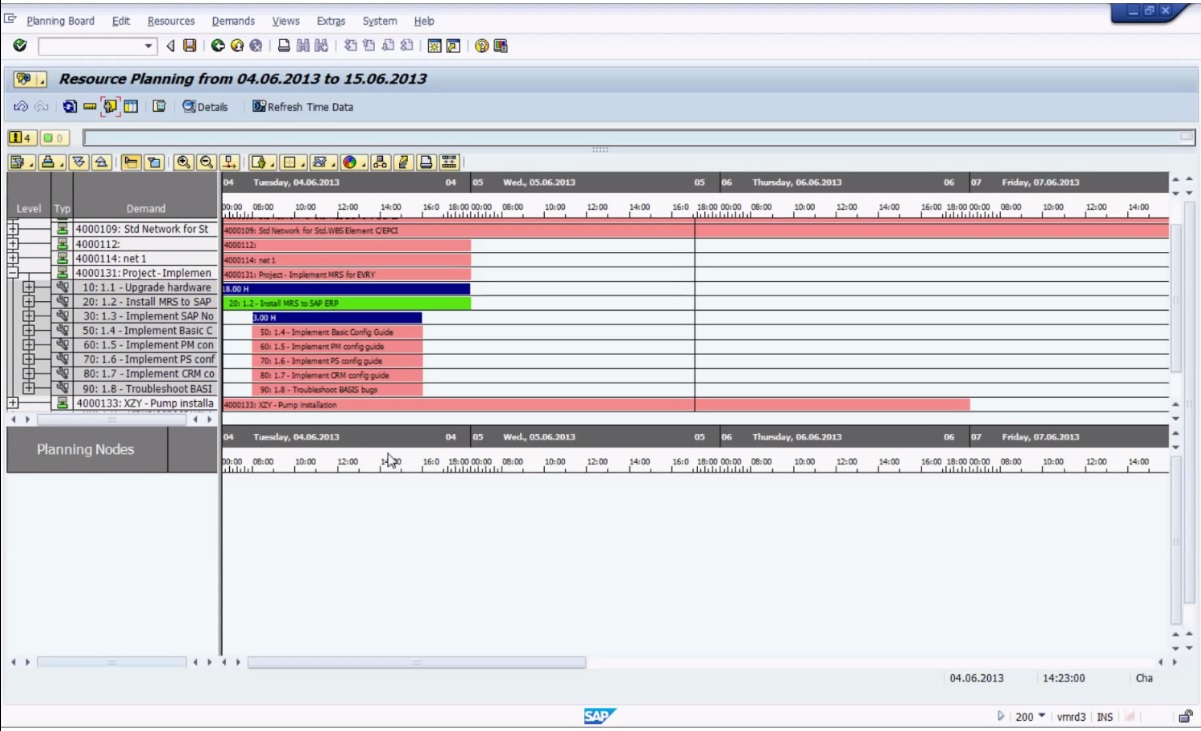 Planning Board Edit Resources Demands Views Extras System Help
Resource Planning from 04.06.2013 to 15.06.2013
Details Refresh Time Data
4 0
04 Tuesday, 04.06.2013 04 05 Wed., 05.06.2013 05 06 Thursday, 06.06.2013 06 07 Friday, 07.06.2013
Level Typ Demand
00:00 08:00 10:00 12:00 14:00 16:0 18:00 00:00 08:00 10:00 12:00 14:00 16:0 18:00 00:00 08:00 10:00 12:00 14:00 16:00 18:00 00:00 08:00 10:00 12:00 14:00
4000109: Std Network for St 4000109: Std Network for Std.WBS Element C/EPCI
4000112: 4000112:
4000114: net 1 4000114: net 1
4000131: Project - Implemen 4000131: Project - Implement MRS for EVRY
10: 1.1 - Upgrade hardware 18.00 H
20: 1.2 - Install MRS to SAP 20: 1.2 - Install MRS to SAP ERP
30: 1.3 - Implement SAP No 3.00 H
50: 1.4 - Implement Basic C 50: 1.4 - Implement Basic Config Guide
60: 1.5 - Implement PM con 60: 1.5 - Implement PM config guide
70: 1.6 - Implement PS conf 70: 1.6 - Implement PS config guide
80: 1.7 - Implement CRM co 80: 1.7 - Implement CRM config guide
90: 1.8 - Troubleshoot BASI 90: 1.8 - Troubleshoot BASIS bugs
4000133: XZY - Pump installa 4000133: XZY - Pump installation
04 Tuesday, 04.06.2013 04 05 Wed., 05.06.2013 05 06 Thursday, 06.06.2013 06 07 Friday, 07.06.2013
Planning Nodes
00:00 08:00 10:00 12:00 14:00 16:0 18:00 00:00 08:00 10:00 12:00 14:00 16:0 18:00 00:00 08:00 10:00 12:00 14:00 16:00 18:00 00:00 08:00 10:00 12:00 14:00
04.06.2013 14:23:00 Cha
SAP
200 vmrd3 INS